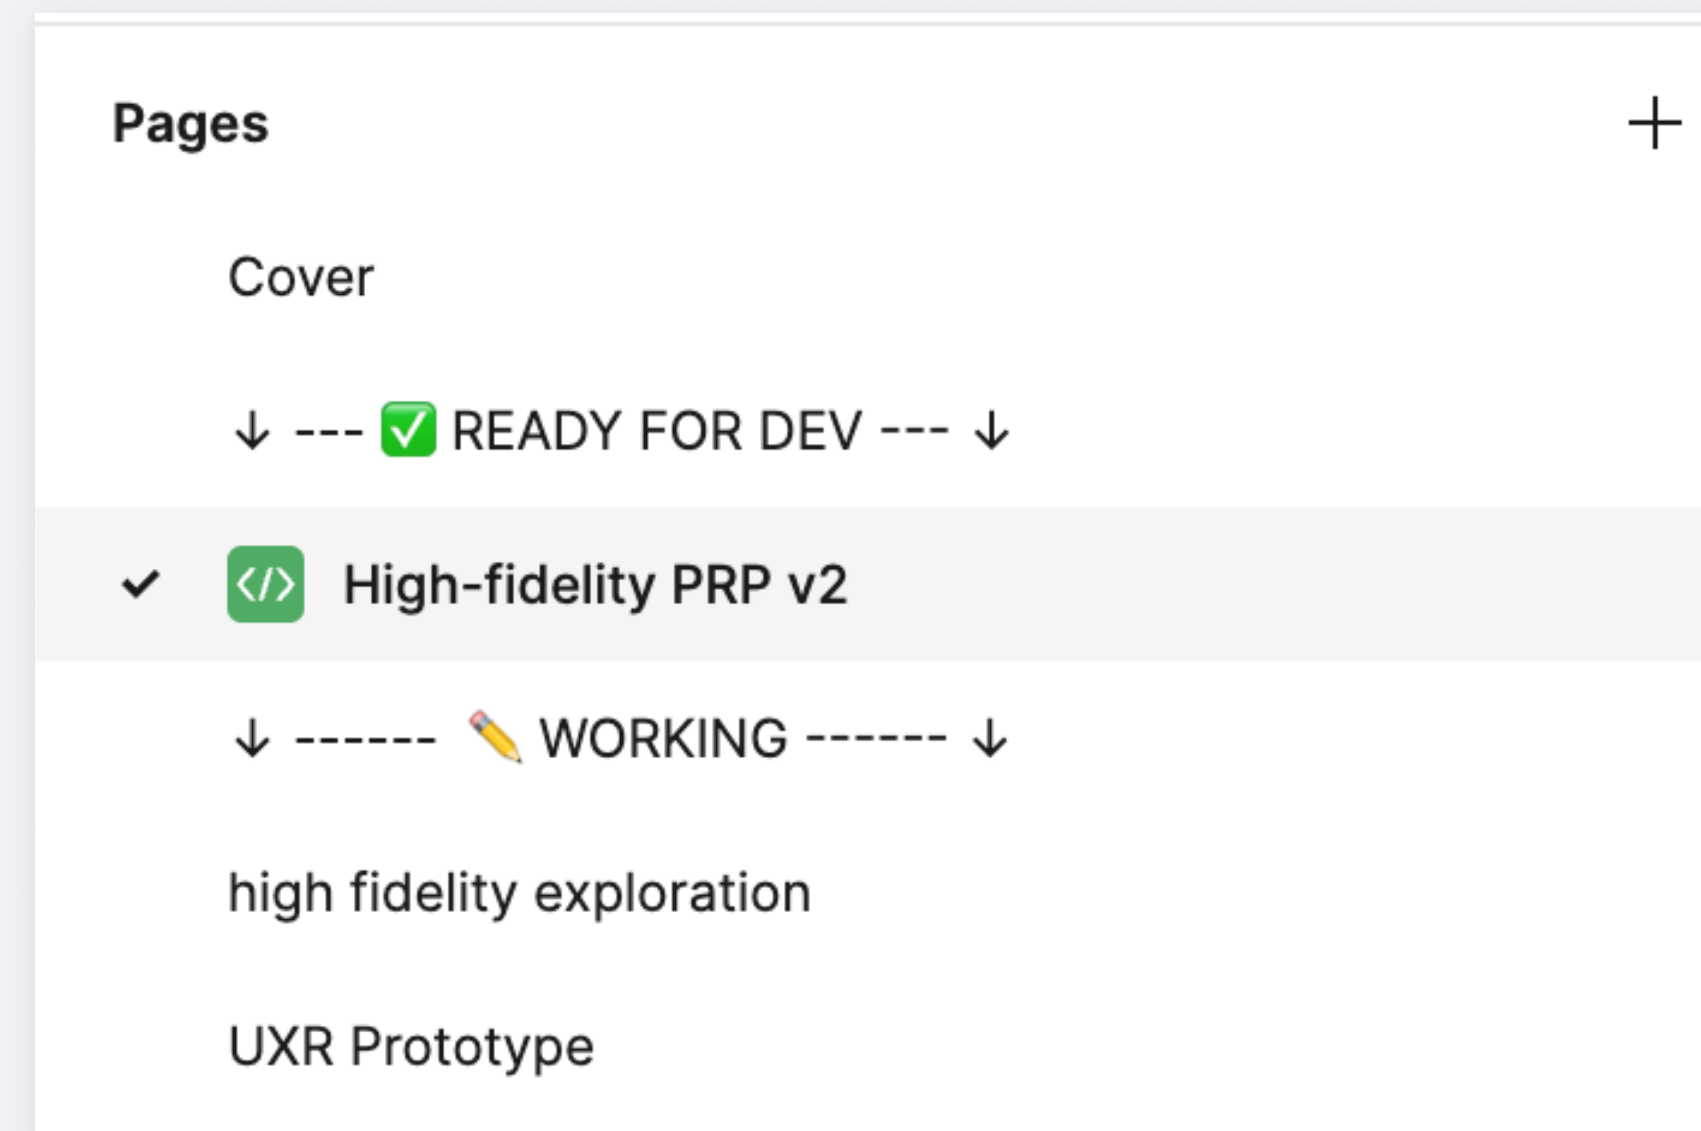 Pages
Cover
↓ --- ✅ READY FOR DEV --- ↓
</> High-fidelity PRP v2
↓ ------ ✏️ WORKING ------ ↓
high fidelity exploration
UXR Prototype